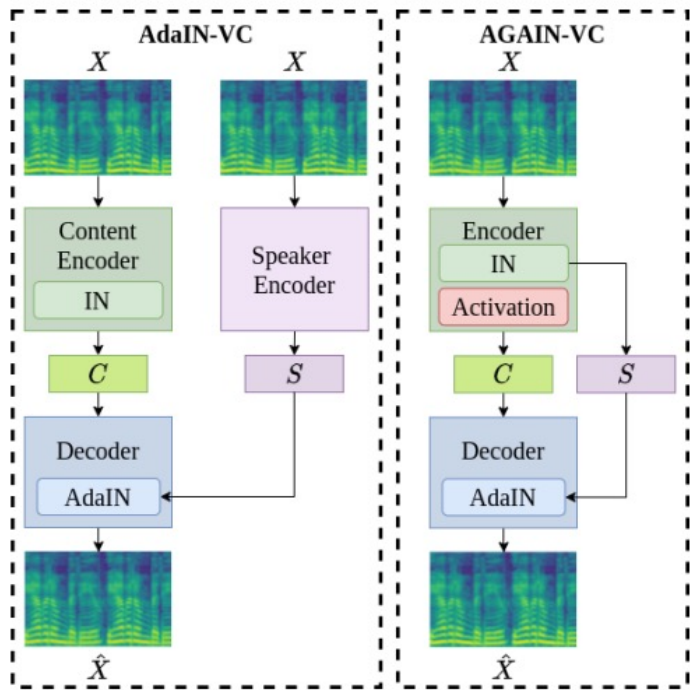 AdaIN-VC
X
X
Content
Encoder
IN
Speaker
Encoder
C
S
Decoder
AdaIN
X̂
AGAIN-VC
X
Encoder
IN
Activation
C
S
Decoder
AdaIN
X̂